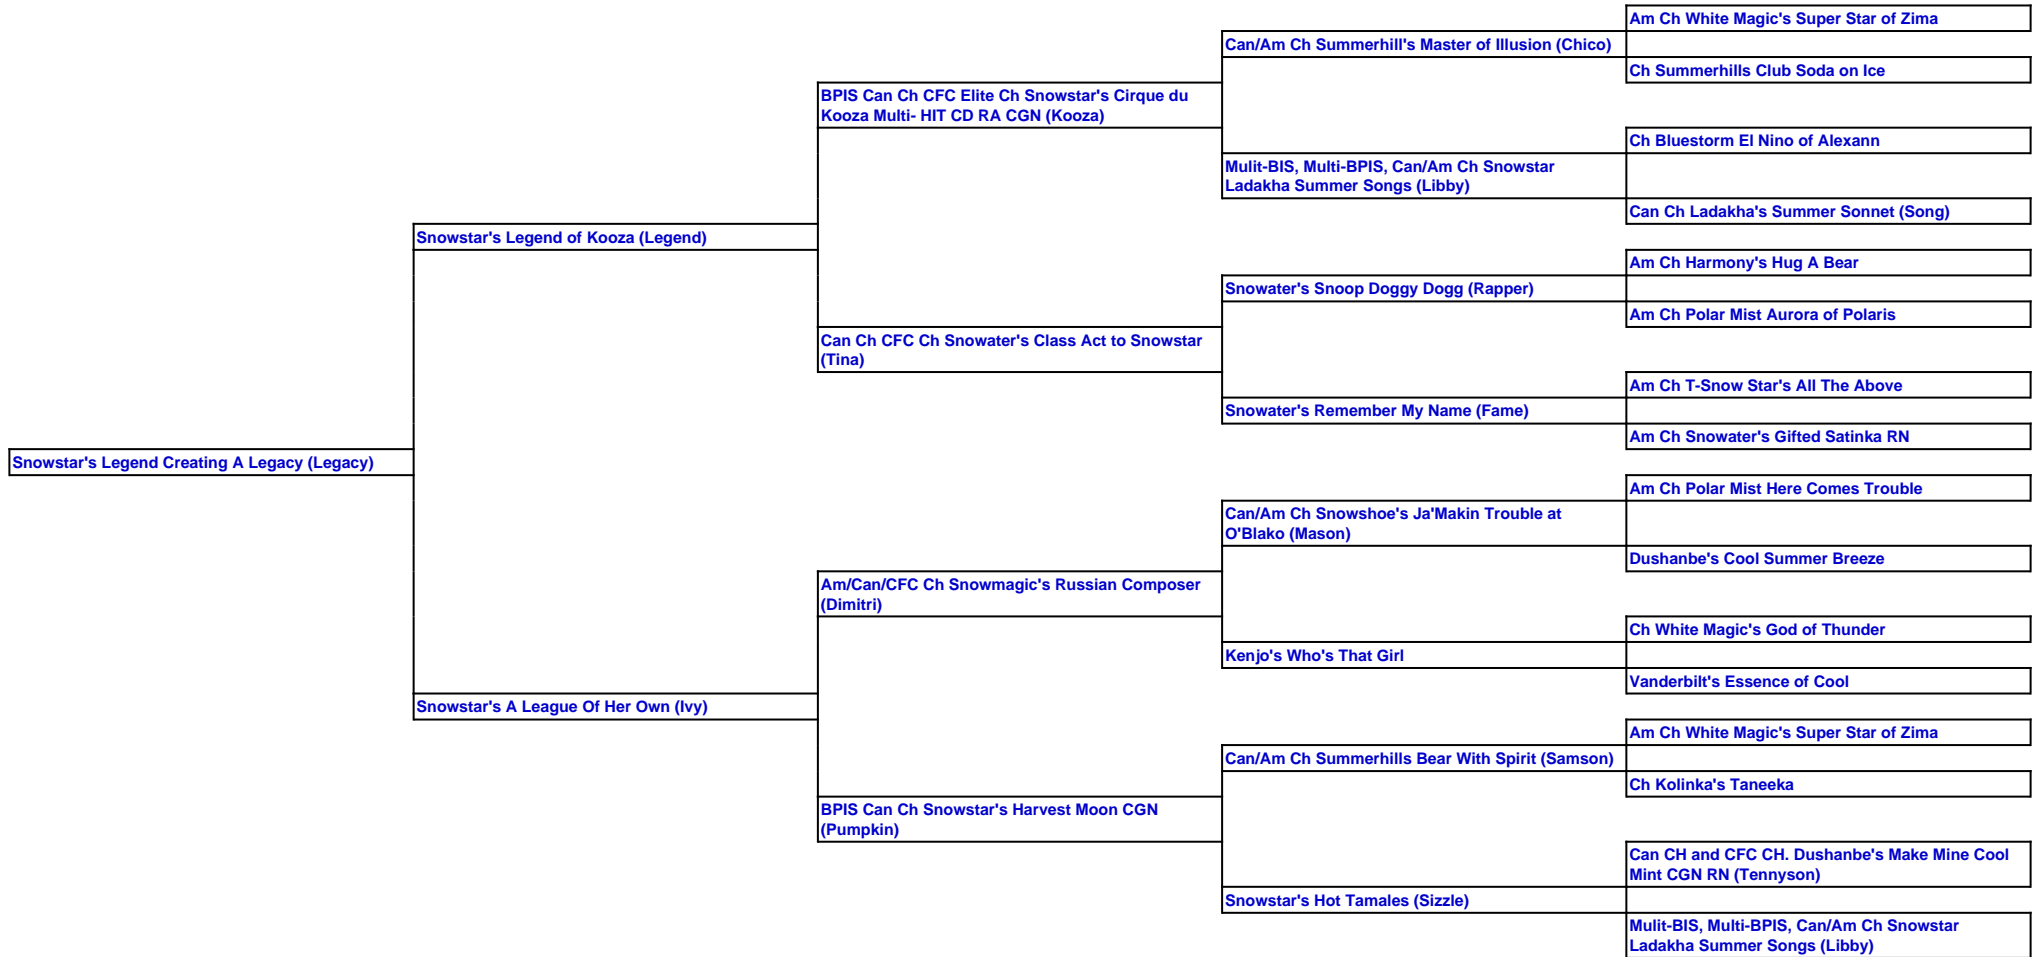 Am Ch White Magic's Super Star of Zima
Can/Am Ch Summerhill's Master of Illusion (Chico)
Ch Summerhills Club Soda on Ice
BPIS Can Ch CFC Elite Ch Snowstar's Cirque du
Kooza Multi- HIT CD RA CGN (Kooza)
Ch Bluestorm El Nino of Alexann
Mulit-BIS, Multi-BPIS, Can/Am Ch Snowstar
Ladakha Summer Songs (Libby)
Can Ch Ladakha's Summer Sonnet (Song)
Snowstar's Legend of Kooza (Legend)
Am Ch Harmony's Hug A Bear
Snowater's Snoop Doggy Dogg (Rapper)
Am Ch Polar Mist Aurora of Polaris
Can Ch CFC Ch Snowater's Class Act to Snowstar
(Tina)
Am Ch T-Snow Star's All The Above
Snowater's Remember My Name (Fame)
Am Ch Snowater's Gifted Satinka RN
Snowstar's Legend Creating A Legacy (Legacy)
Am Ch Polar Mist Here Comes Trouble
Can/Am Ch Snowshoe's Ja'Makin Trouble at
O'Blako (Mason)
Dushanbe's Cool Summer Breeze
Am/Can/CFC Ch Snowmagic's Russian Composer
(Dimitri)
Ch White Magic's God of Thunder
Kenjo's Who's That Girl
Vanderbilt's Essence of Cool
Snowstar's A League Of Her Own (Ivy)
Am Ch White Magic's Super Star of Zima
Can/Am Ch Summerhills Bear With Spirit (Samson)
Ch Kolinka's Taneeka
BPIS Can Ch Snowstar's Harvest Moon CGN
(Pumpkin)
Can CH and CFC CH. Dushanbe's Make Mine Cool
Mint CGN RN (Tennyson)
Snowstar's Hot Tamales (Sizzle)
Mulit-BIS, Multi-BPIS, Can/Am Ch Snowstar
Ladakha Summer Songs (Libby)